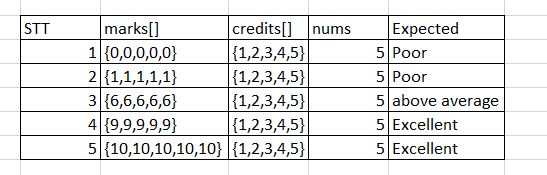 STT marks[] credits[] nums Expected
1 {0,0,0,0,0} {1,2,3,4,5} 5 Poor
2 {1,1,1,1,1} {1,2,3,4,5} 5 Poor
3 {6,6,6,6,6} {1,2,3,4,5} 5 above average
4 {9,9,9,9,9} {1,2,3,4,5} 5 Excellent
5 {10,10,10,10,10} {1,2,3,4,5} 5 Excellent